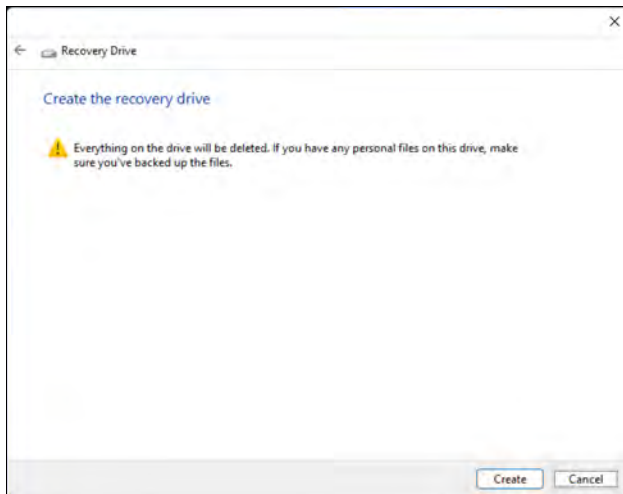 Recovery Drive
Create the recovery drive
Everything on the drive will be deleted. If you have any personal files on this drive, make
sure you've backed up the files.
Create Cancel